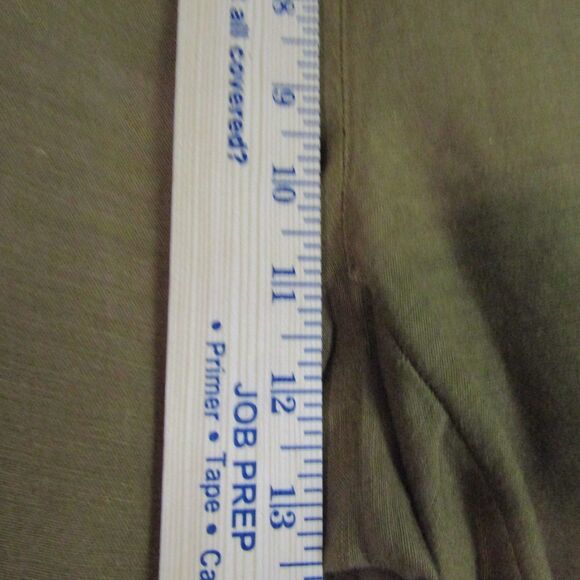 all covered?
8
9
10
11
12
13
JOB PREP
• Primer • Tape •